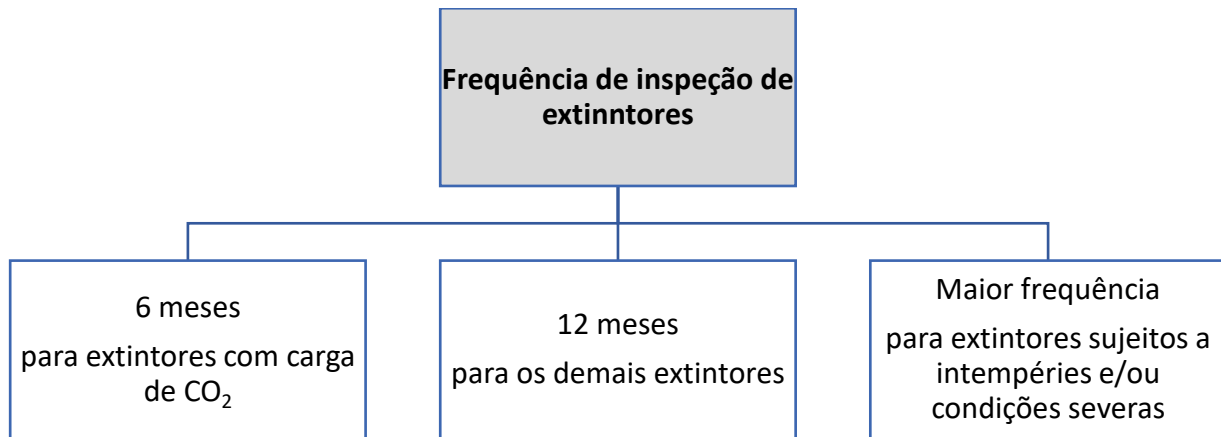 Frequência de inspeção de
extinntores
6 meses
para extintores com carga
de CO₂
12 meses
para os demais extintores
Maior frequência
para extintores sujeitos a
intempéries e/ou
condições severas